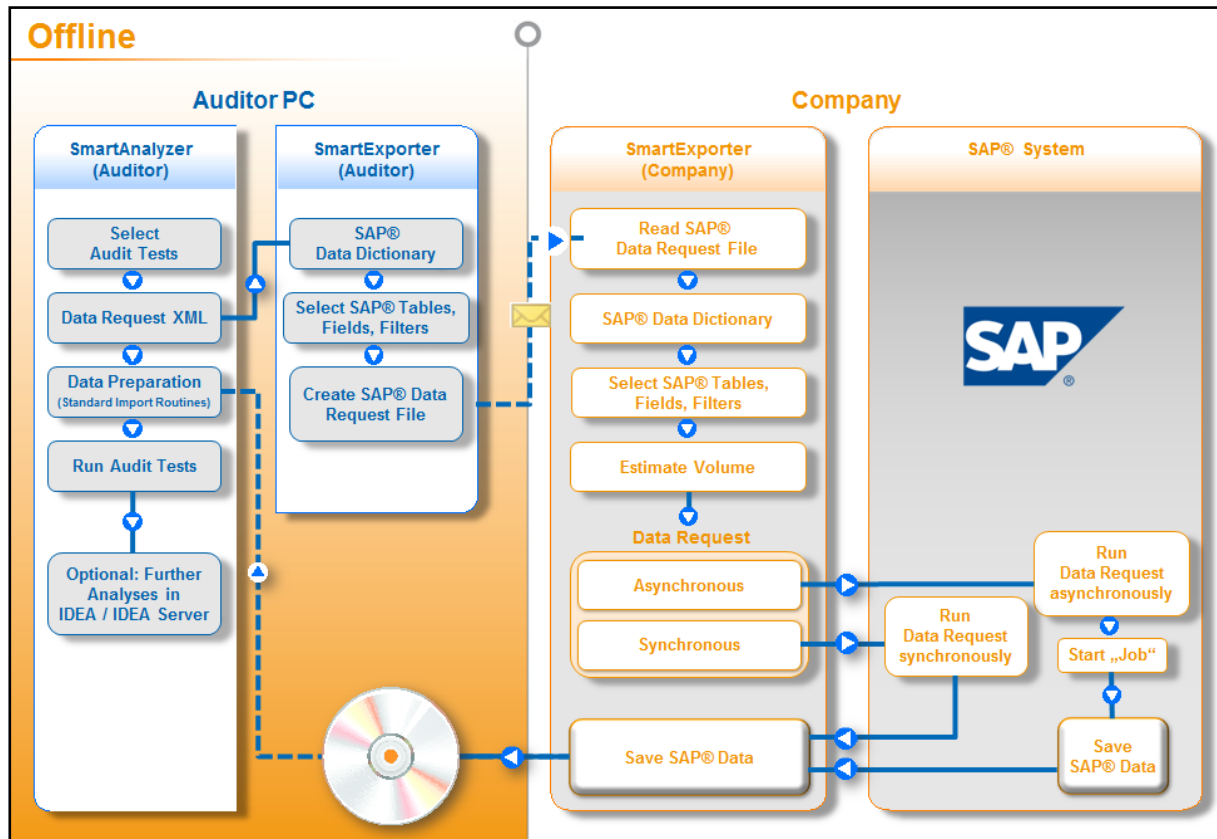 Offline
Auditor PC
Company
SmartAnalyzer
(Auditor)
Select
Audit Tests
Data Request XML
Data Preparation
(Standard Import Routines)
Run Audit Tests
Optional: Further
Analyses in
IDEA / IDEA Server
SmartExporter
(Auditor)
SAP®
Data Dictionary
Select SAP® Tables,
Fields, Filters
Create SAP® Data
Request File
SmartExporter
(Company)
Read SAP®
Data Request File
SAP® Data Dictionary
Select SAP® Tables,
Fields, Filters
Estimate Volume
Data Request
Asynchronous
Synchronous
Save SAP® Data
SAP® System
SAP®
Run
Data Request
asynchronously
Run
Data Request
synchronously
Start „Job“
Save
SAP® Data